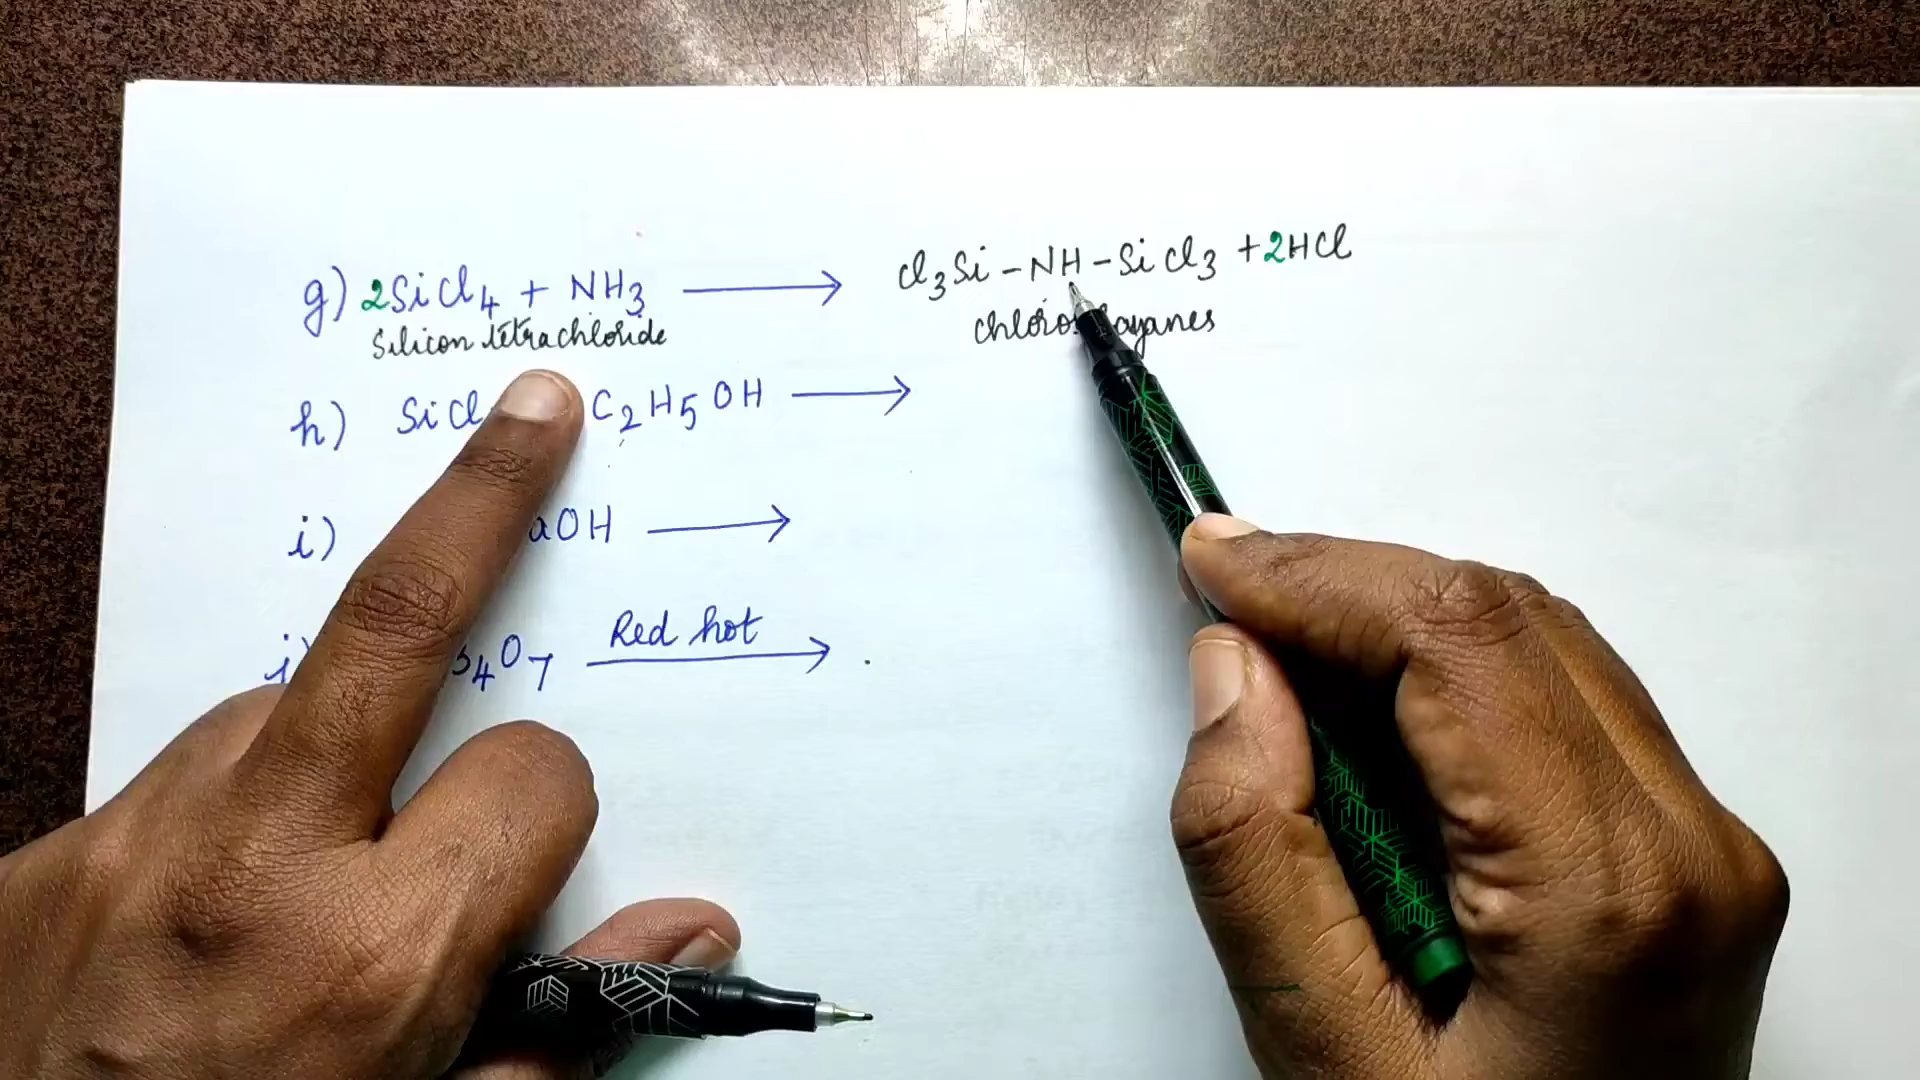 g) 2SiCl4 + NH3 ⟶ Cl3Si – NH – SiCl3 + 2HCl
Silicon tetrachloride
h) SiCl C2H5OH ⟶
i) aOH ⟶
j) 4O7 Red hot ⟶ .